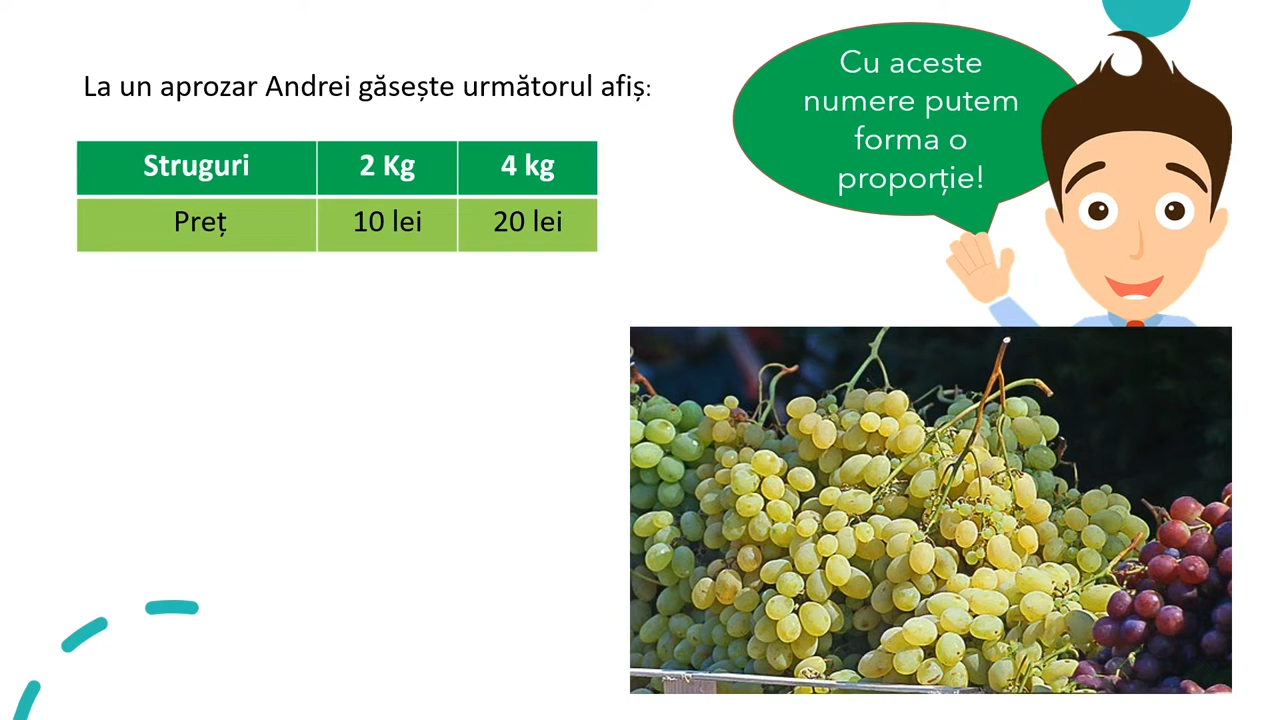 La un aprozar Andrei găsește următorul afiș:
Struguri 2 Kg 4 kg
Preț 10 lei 20 lei
Cu aceste
numere putem
forma o
proporție!